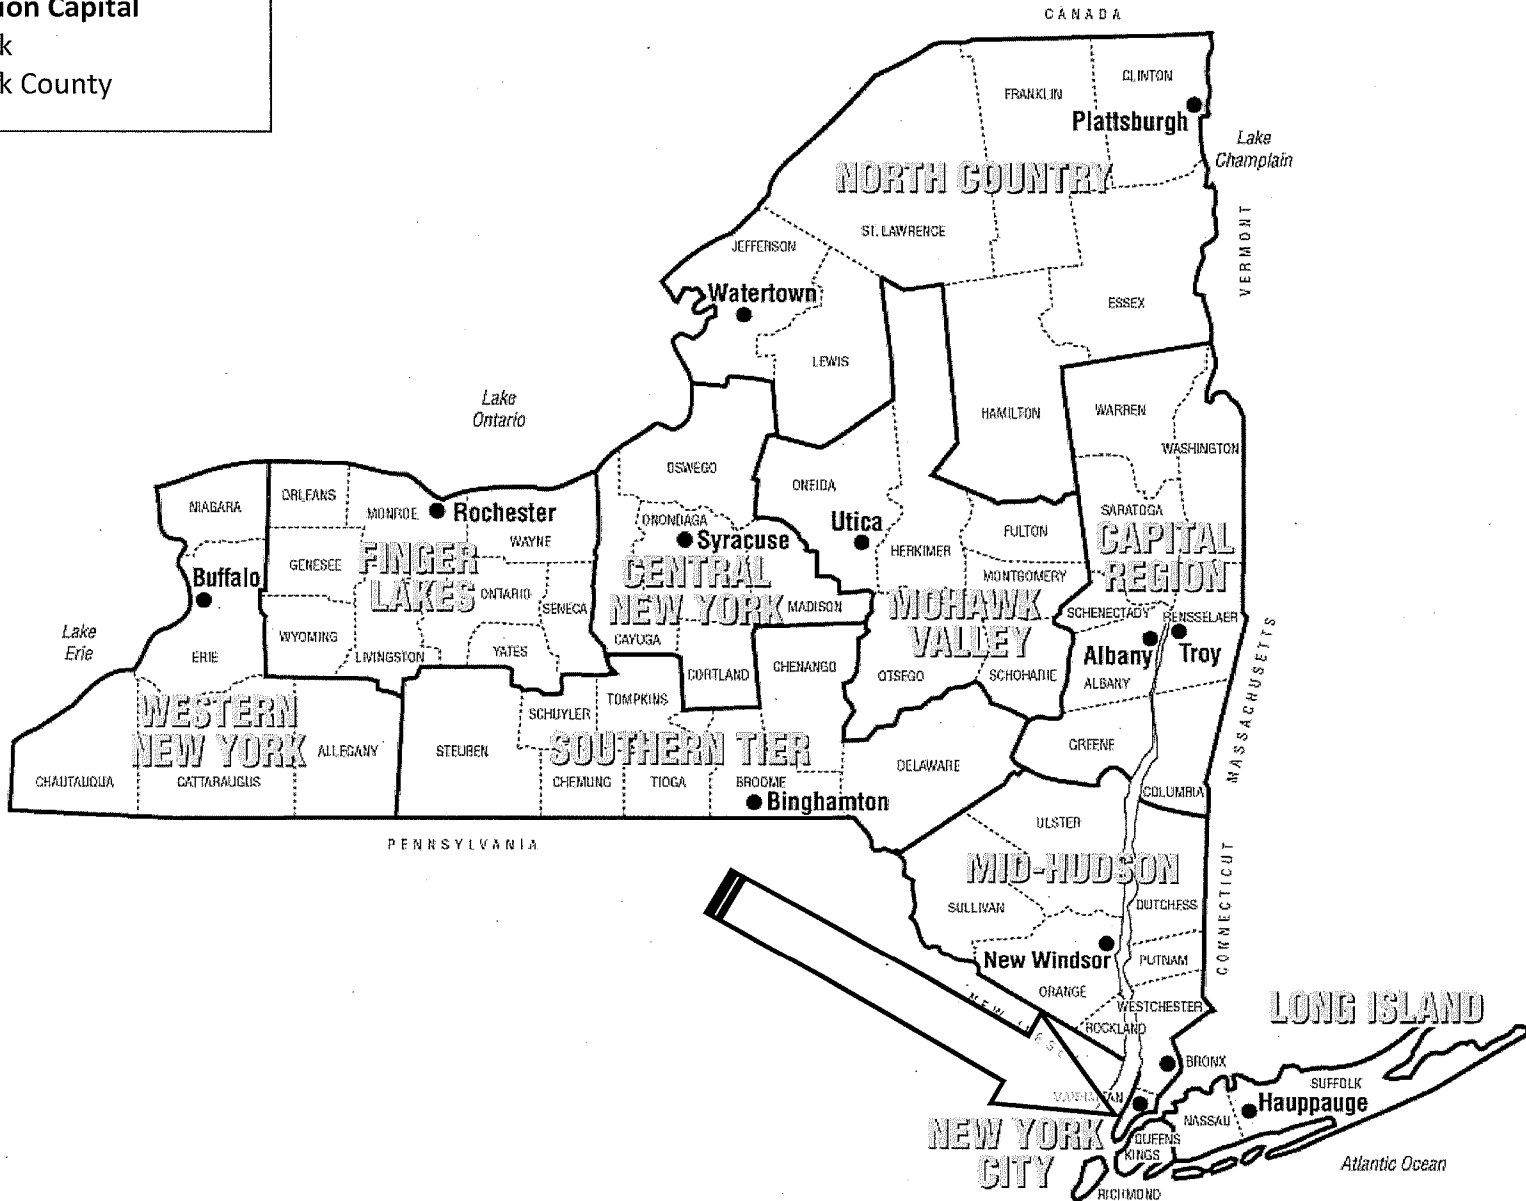 ion Capital
k
k County
CANADA
CLINTON
FRANKLIN
Plattsburgh
Lake
Champlain
NORTH COUNTRY
VERMONT
ST. LAWRENCE
JEFFERSON
Watertown
ESSEX
LEWIS
Lake
Ontario
HAMILTON
WARREN
WASHINGTON
OSWEGO
ONEIDA
NIAGARA
ORLEANS
MONROE
Rochester
ONONDAGA
Syracuse
Utica
SARATOGA
FULTON
CAPITAL
REGION
WAYNE
HERKIMER
GENESEE
FINGER
LAKES
CENTRAL
NEW YORK
MONTGOMERY
Buffalo
ONTARIO
SENECA
MADISON
MOHAWK
VALLEY
SCHENECTADY
RENSSELAER
Lake
Erie
WYOMING
CAYUGA
ERIE
LIVINGSTON
YATES
Albany
Troy
MASSACHUSETTS
CORTLAND
CHENANGO
OTSEGO
SCHOHARIE
ALBANY
TOMPKINS
WESTERN
NEW YORK
SCHUYLER
ALLEGANY
STEUBEN
SOUTHERN TIER
GREENE
CHAUTAUQUA
CATTARAUGUS
CHEMUNG
TIOGA
BROOME
DELAWARE
COLUMBIA
Binghamton
PENNSYLVANIA
ULSTER
MID-HUDSON
SULLIVAN
DUTCHESS
CONNECTICUT
New Windsor
PUTNAM
ORANGE
WESTCHESTER
LONG ISLAND
ROCKLAND
BRONX
SUFFOLK
Hauppauge
NASSAU
NEW YORK
CITY
QUEENS
KINGS
Atlantic Ocean
RICHMOND